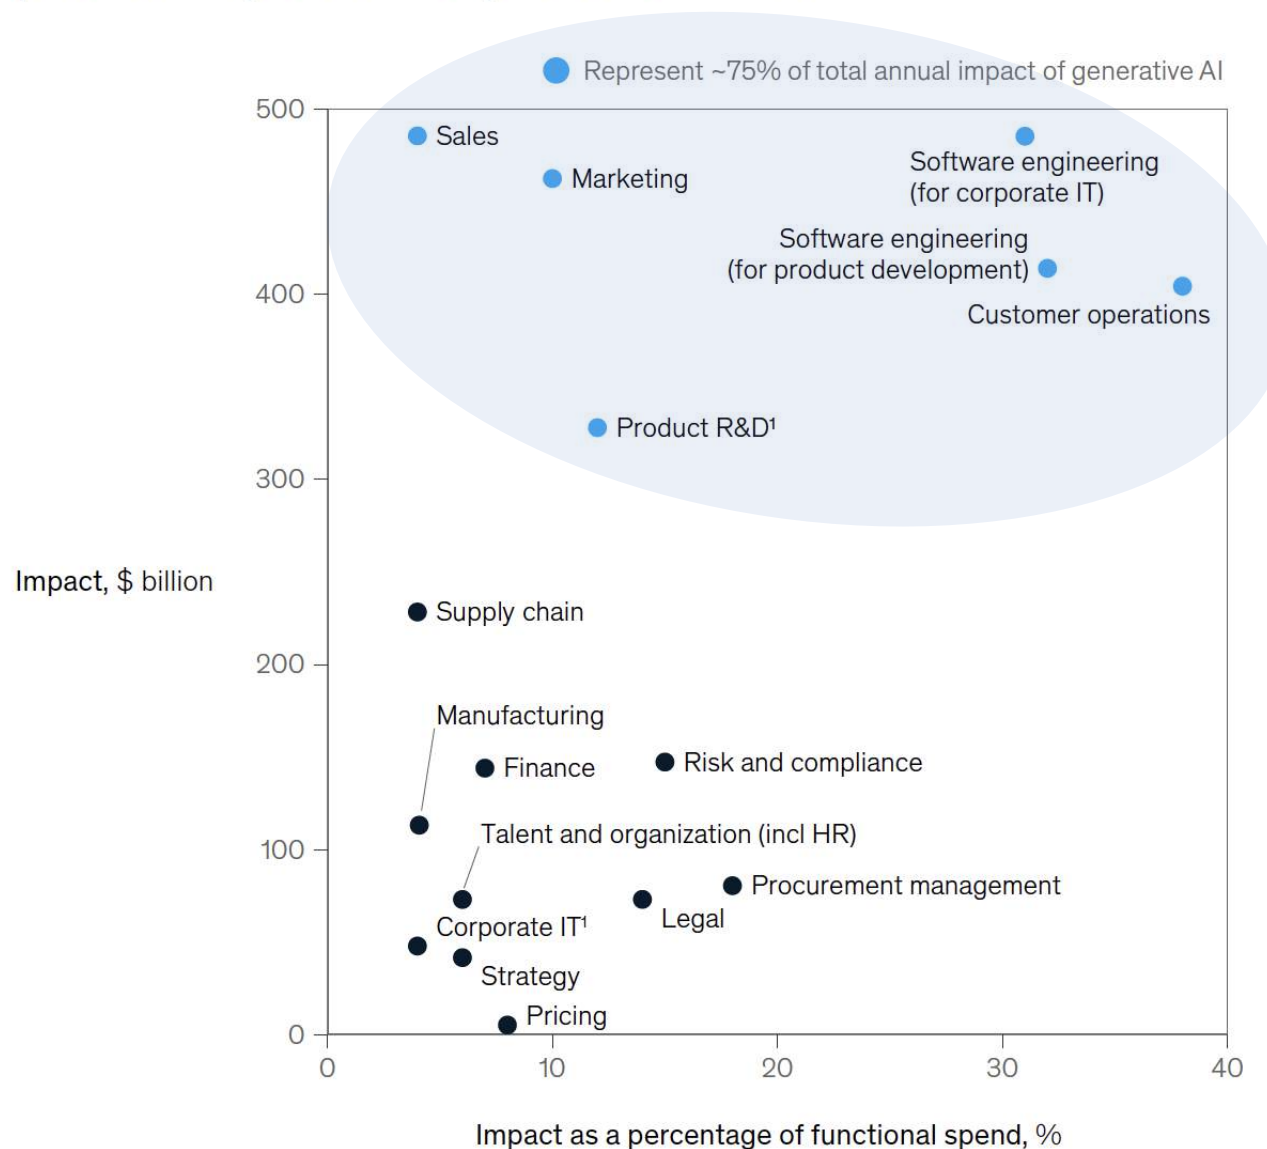 Represent ~75% of total annual impact of generative AI
500
Sales
Marketing
Software engineering
(for corporate IT)
Software engineering
(for product development)
400
Customer operations
Product R&D¹
300
Impact, $ billion
Supply chain
200
Manufacturing
Finance
Risk and compliance
100
Talent and organization (incl HR)
Procurement management
Legal
Corporate IT¹
Strategy
Pricing
0
0 10 20 30 40
Impact as a percentage of functional spend, %